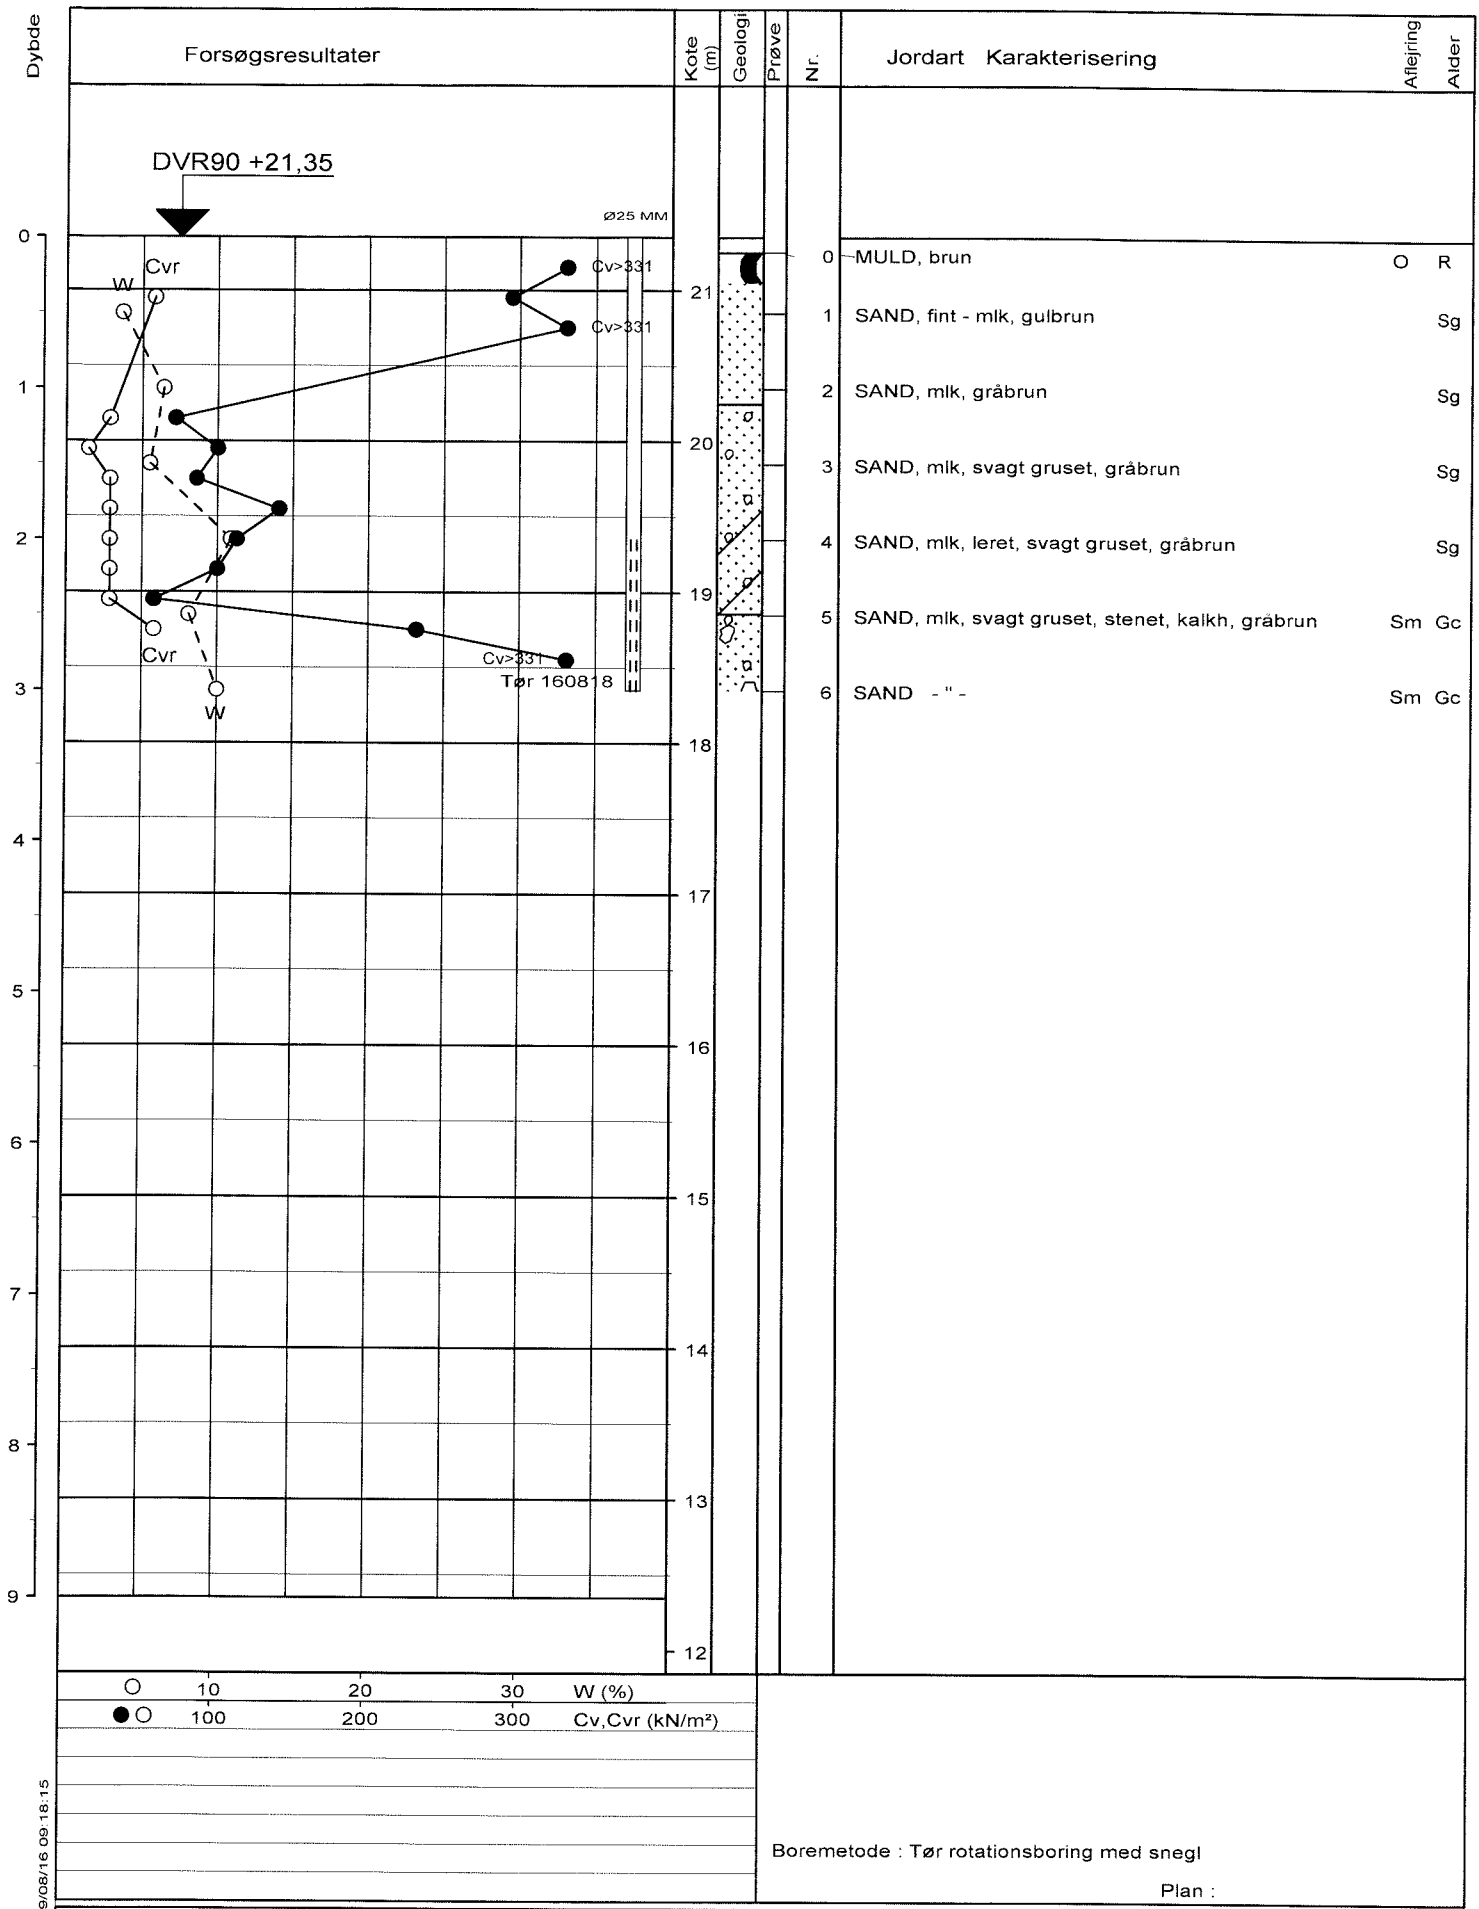 Dybde
Forsøgsresultater
Kote (m)
Geologi
Prøve
Nr.
Jordart Karakterisering
Aflejring
Alder
DVR90 +21,35
Ø25 MM
0
Cvr
W
Cv>331
21
Cv>331
0 MULD, brun O R
1 SAND, fint - mlk, gulbrun Sg
1
2 SAND, mlk, gråbrun Sg
20
3 SAND, mlk, svagt gruset, gråbrun Sg
2
4 SAND, mlk, leret, svagt gruset, gråbrun Sg
19
5 SAND, mlk, svagt gruset, stenet, kalkh, gråbrun Sm Gc
Cvr
Cv>331
Tør 160818
3
W
6 SAND - " - Sm Gc
18
4
17
5
16
6
15
7
14
8
13
9
12
10 20 30 W (%)
100 200 300 Cv,Cvr (kN/m²)
9/08/16 09:18:15
Boremetode : Tør rotationsboring med snegl
Plan :